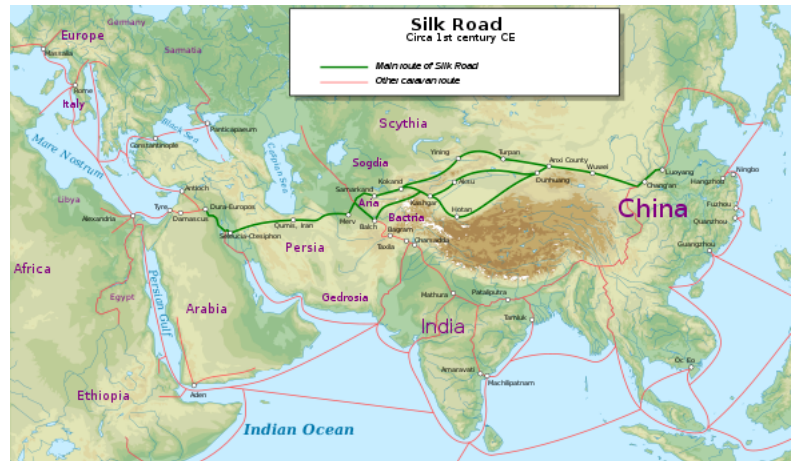 Silk Road
Circa 1st century CE
Main route of Silk Road
Other caravan route
Germany
Europe
Sarmatia
Massalia
Rome
Italy
Panticapaeum
Black Sea
Constantinople
Mare Nostrum
Caspian Sea
Scythia
Sogdia
Yining
Turpan
Anxi County
Wuwei
Luoyang
Chang'an
Dunhuang
Hangzhou
Ningbo
Kokand
Aksu
Samarkand
Kashgar
Aria
Hotan
Bactria
Merv
Balch
Bagram
Taxila
Charsadda
China
Fuzhou
Quanzhou
Guangzhou
Antioch
Tyre
Dura-Europos
Damascus
Seleucia-Ctesiphon
Qumis, Iran
Persia
Libya
Alexandria
Africa
Egypt
Persian Gulf
Arabia
Gedrosia
Mathura
Pataliputra
India
Tamluk
Amaravati
Machilipatnam
Oc Eo
Ethiopia
Aden
Indian Ocean